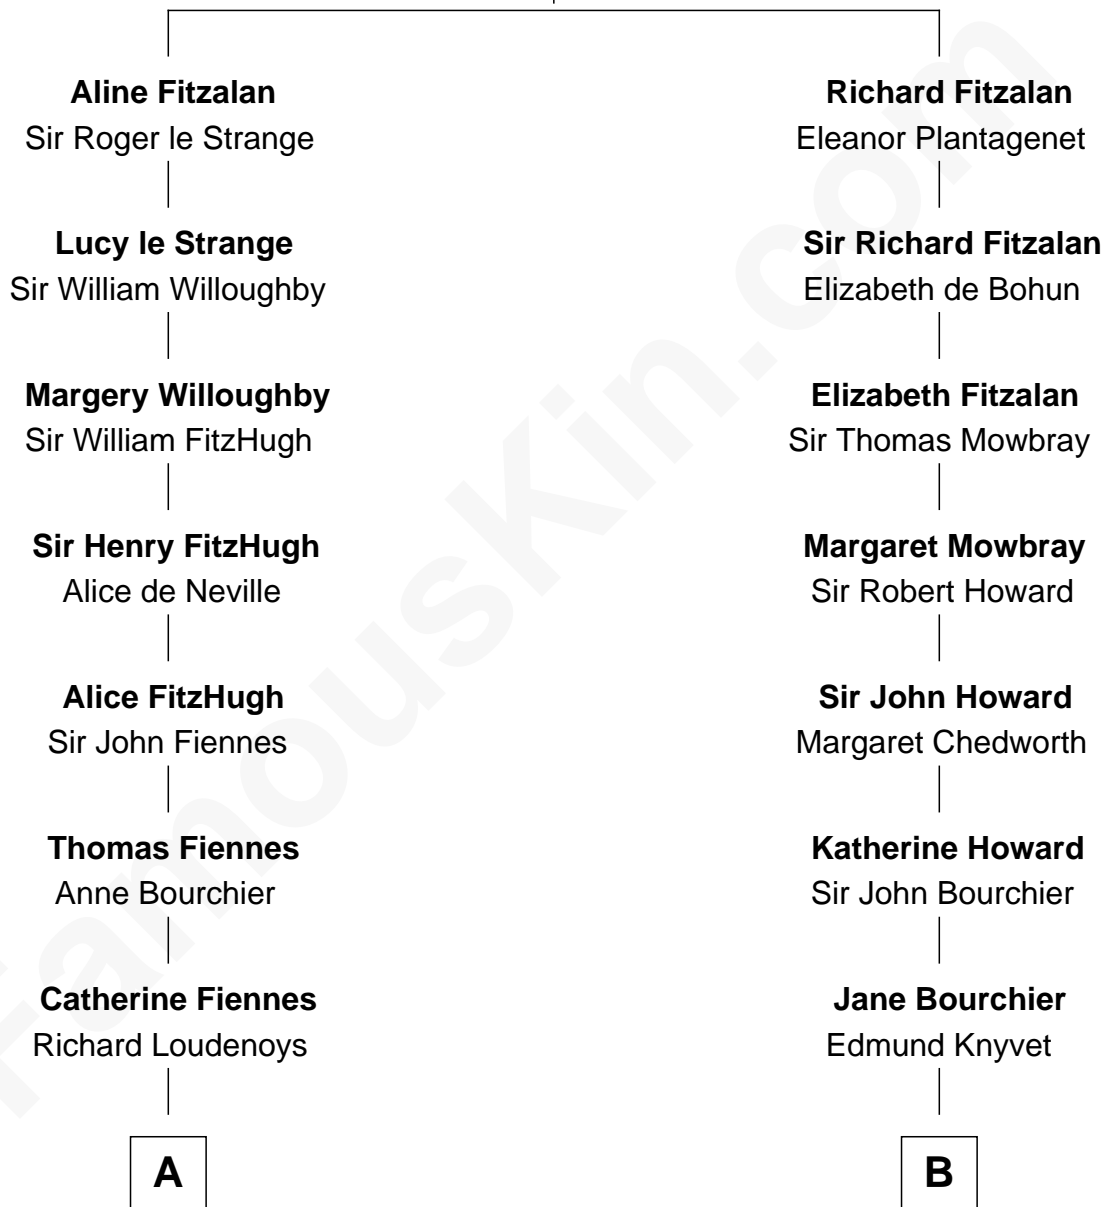 Aline Fitzalan
Sir Roger le Strange
Lucy le Strange
Sir William Willoughby
Margery Willoughby
Sir William FitzHugh
Sir Henry FitzHugh
Alice de Neville
Alice FitzHugh
Sir John Fiennes
Thomas Fiennes
Anne Bourchier
Catherine Fiennes
Richard Loudenoys
A
Richard Fitzalan
Eleanor Plantagenet
Sir Richard Fitzalan
Elizabeth de Bohun
Elizabeth Fitzalan
Sir Thomas Mowbray
Margaret Mowbray
Sir Robert Howard
Sir John Howard
Margaret Chedworth
Katherine Howard
Sir John Bourchier
Jane Bourchier
Edmund Knyvet
B
FamousKin.com